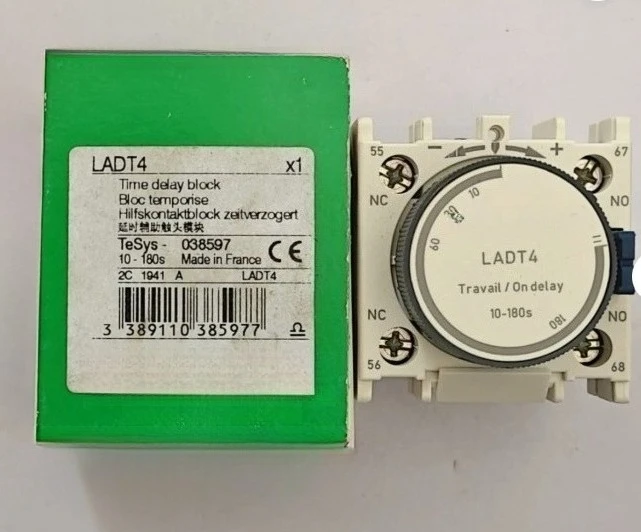 LADT4 x1
Time delay block
Bloc temporise
Hilfskontaktblock zeitverzogert
延时辅助触头模块
TeSys - 038597
10 - 180s Made in France CE
2C 1941 A LADT4
3 389110 385977
55 - + 67
NC NO
10
30
60
LADT4
Travail / On delay
10-180s
180
NC NO
56 68